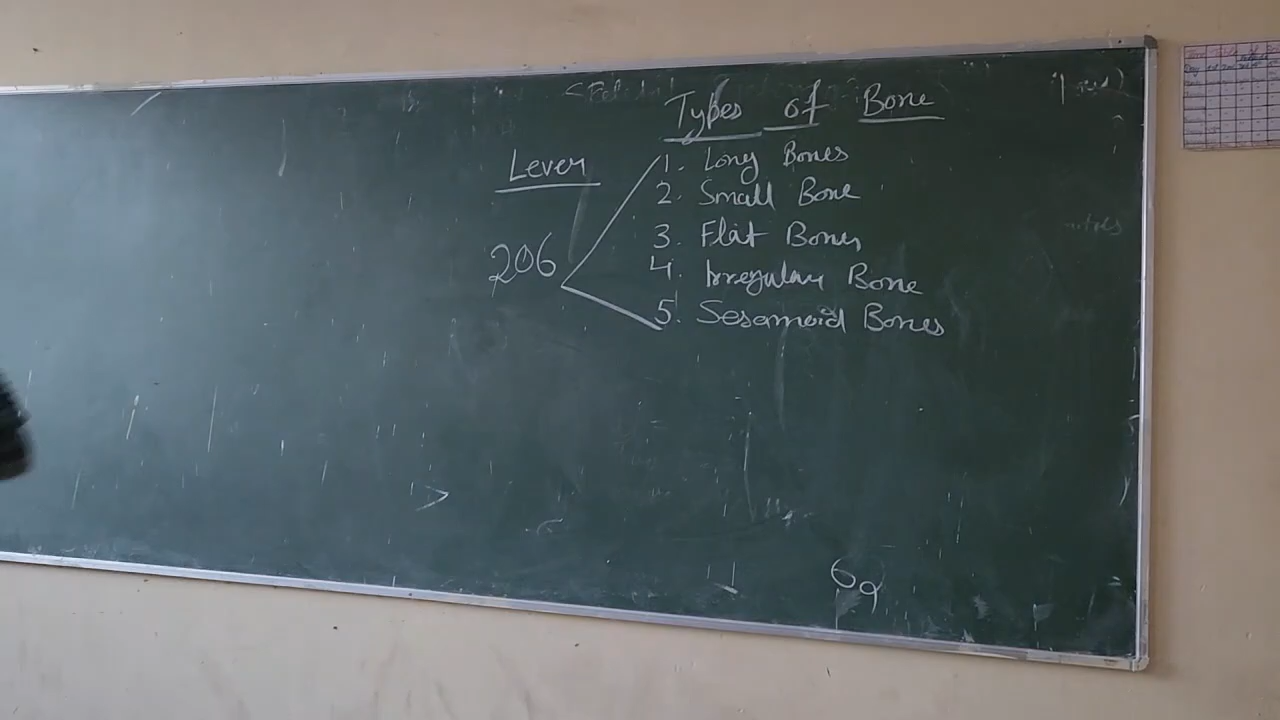 Types of Bone
Lever
1. Long Bones
2. Small Bone
3. Flat Bones
206
4. Irregular Bone
5. Sesamoid Bones
69